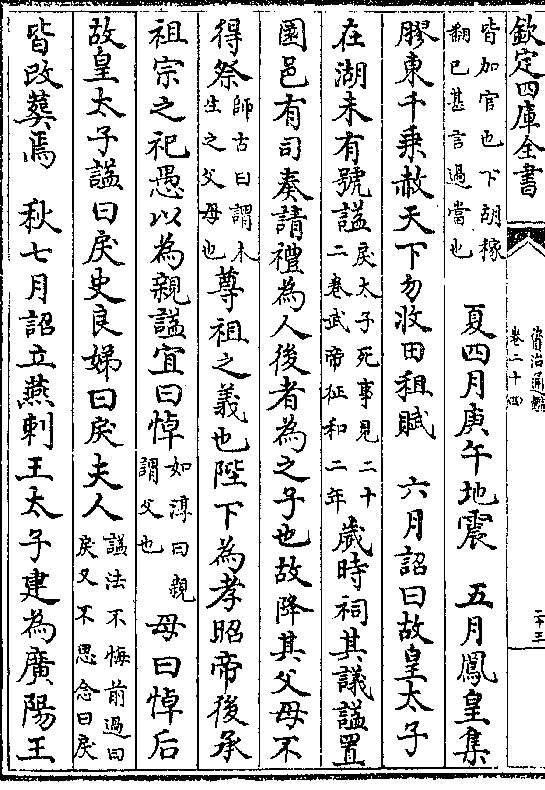 欽定四庫全書
資治通鑑
卷二十四
二十三
皆加官也下胡稼
翻已甚言過當也
夏四月庚午地震　五月鳳皇集
膠東千乗赦天下勿收田租賦　六月詔曰故皇太子
在湖未有號諡戾太子死事見二十
二卷武帝征和二年歲時祠其議諡置
園邑有司奏請禮為人後者為之子也故降其父母不
得祭師古曰謂本
生之父母也尊祖之義也陛下為孝昭帝後承
祖宗之祀愚以為親諡宜曰悼如淳曰親
謂父也母曰悼后
故皇太子諡曰戾史良娣曰戾夫人諡法不悔前過曰
戾又不思念曰戾
皆改葬焉　秋七月詔立燕剌王太子建為廣陽王